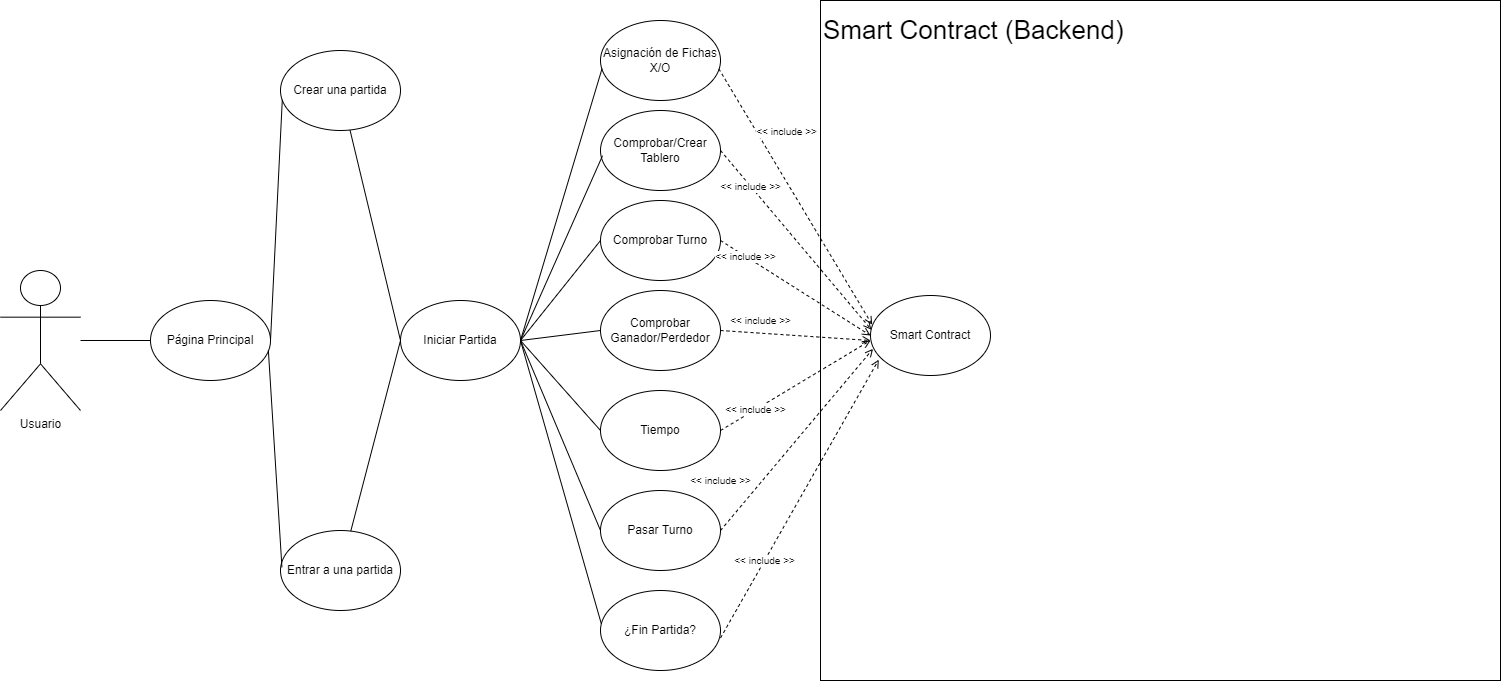 Smart Contract (Backend)
Asignación de Fichas
X/O
Crear una partida
<< include >>
Comprobar/Crear
Tablero
<< include >>
Comprobar Turno
<< include >>
Comprobar
Ganador/Perdedor
<< include >>
Página Principal
Iniciar Partida
Smart Contract
Usuario
Tiempo
<< include >>
<< include >>
Pasar Turno
Entrar a una partida
<< include >>
¿Fin Partida?